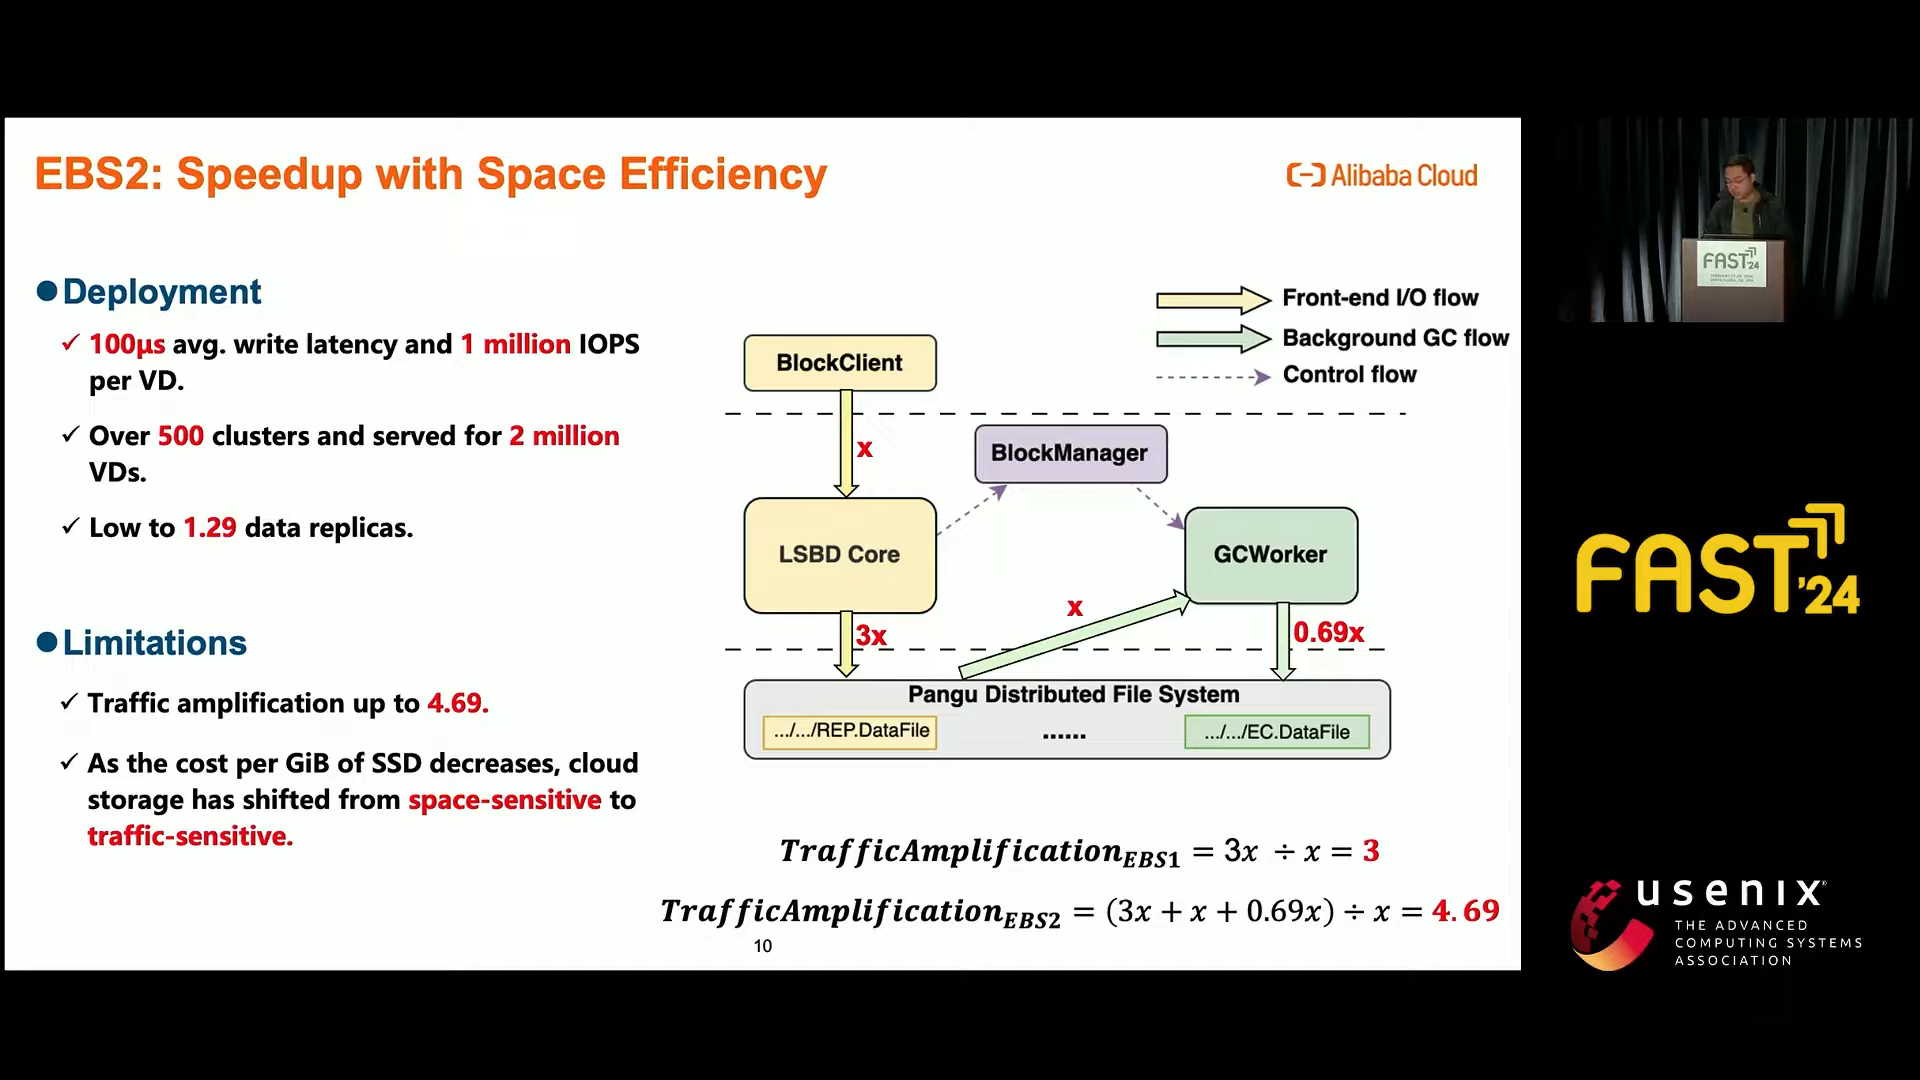 EBS2: Speedup with Space Efficiency
Alibaba Cloud
Deployment
100μs avg. write latency and 1 million IOPS
per VD.
Over 500 clusters and served for 2 million
VDs.
Low to 1.29 data replicas.
Limitations
Traffic amplification up to 4.69.
As the cost per GiB of SSD decreases, cloud
storage has shifted from space-sensitive to
traffic-sensitive.
Front-end I/O flow
Background GC flow
Control flow
BlockClient
x
BlockManager
LSBD Core
GCWorker
x
3x
0.69x
Pangu Distributed File System
.../.../REP.DataFile
......
.../.../EC.DataFile
TrafficAmplification_EBS1 = 3x ÷ x = 3
TrafficAmplification_EBS2 = (3x + x + 0.69x) ÷ x = 4.69
10
FAST '24
FAST '24
usenix
THE ADVANCED
COMPUTING SYSTEMS
ASSOCIATION